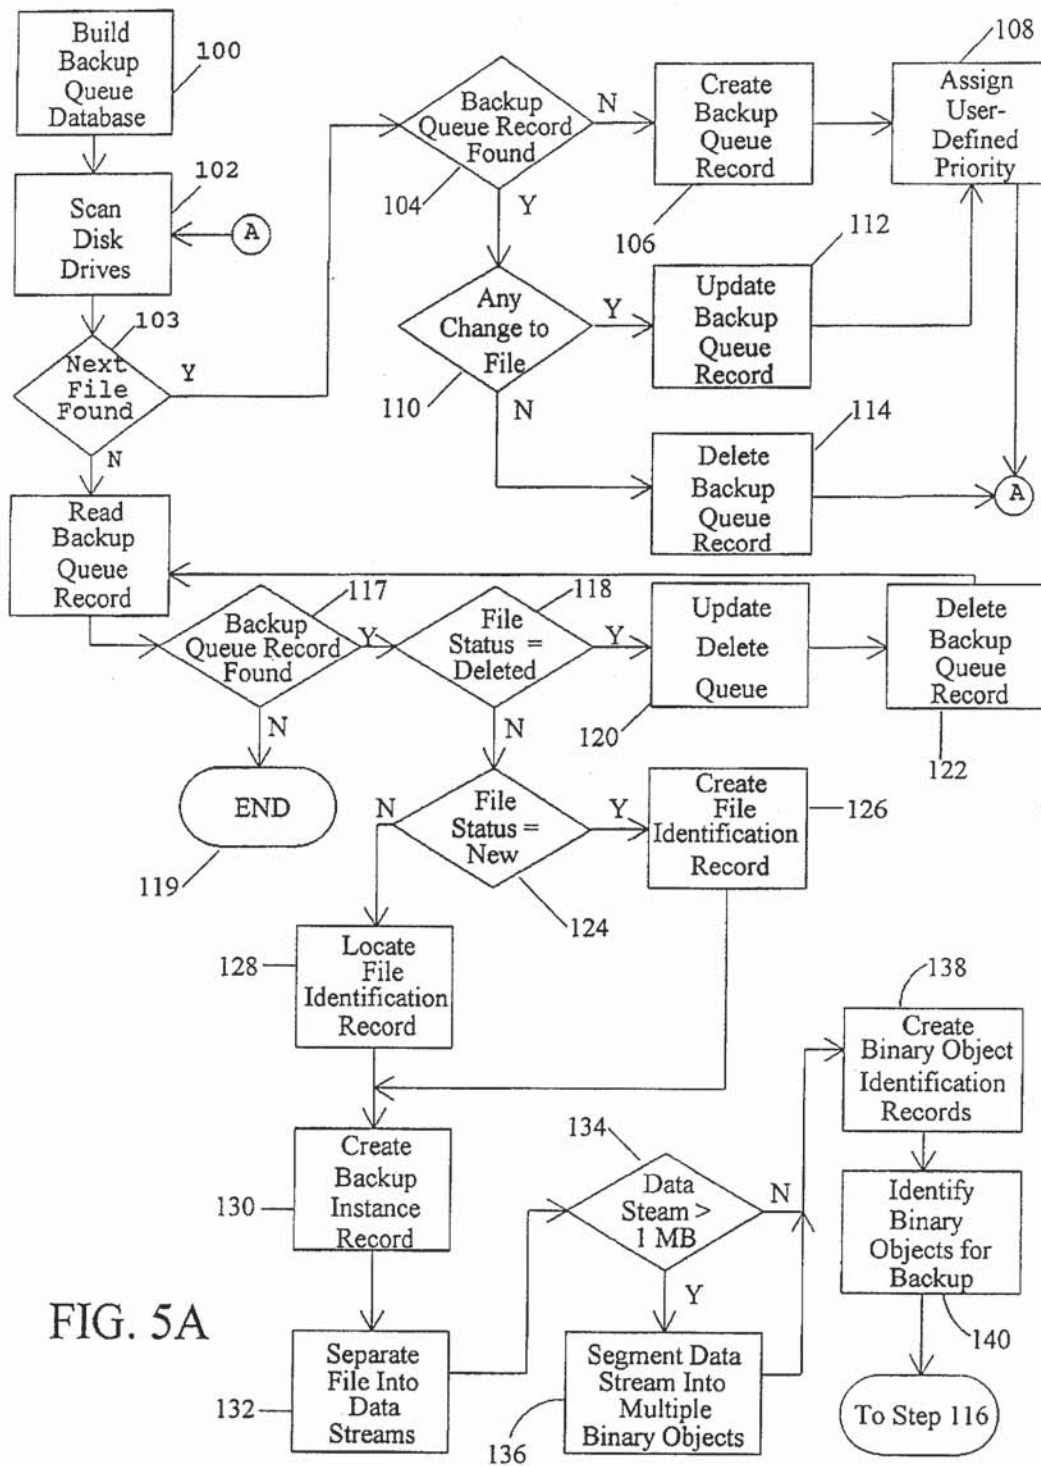 Build
Backup
Queue
Database
100
102
Scan
Disk
Drives
A
103
Next
File
Found
Y
N
Backup
Queue Record
Found
N
104
Y
Create
Backup
Queue
Record
106
108
Assign
User-
Defined
Priority
Any
Change to
File
Y
110
N
112
Update
Backup
Queue
Record
114
Delete
Backup
Queue
Record
A
Read
Backup
Queue
Record
117
Backup
Queue Record
Found
Y
N
END
119
118
File
Status =
Deleted
Y
N
Update
Delete
Queue
120
Delete
Backup
Queue
Record
122
File
Status =
New
N
Y
124
Create
File
Identification
Record
126
128
Locate
File
Identification
Record
130
Create
Backup
Instance
Record
132
Separate
File Into
Data
Streams
134
Data
Steam >
1 MB
N
Y
Segment Data
Stream Into
Multiple
Binary Objects
136
138
Create
Binary Object
Identification
Records
Identify
Binary
Objects for
Backup
140
To Step 116
FIG. 5A